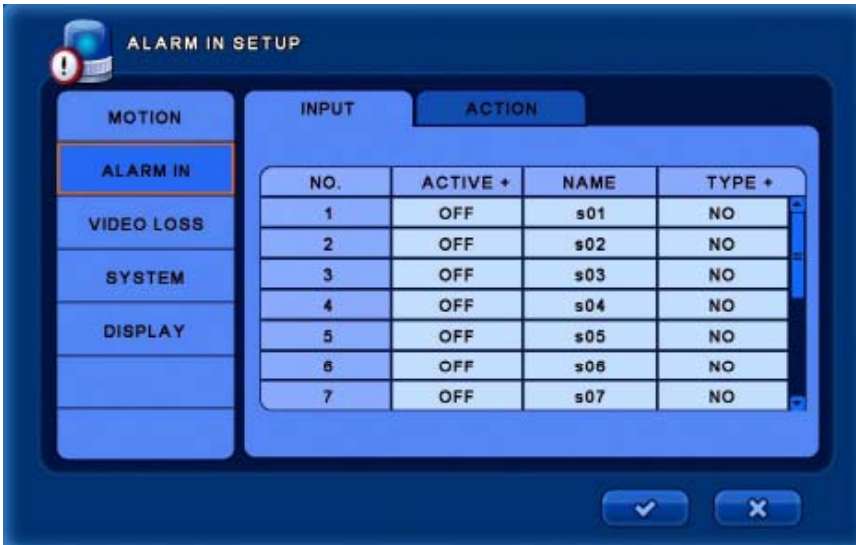 ALARM IN SETUP
MOTION
ALARM IN
VIDEO LOSS
SYSTEM
DISPLAY
INPUT ACTION
NO. ACTIVE + NAME TYPE +
1 OFF s01 NO
2 OFF s02 NO
3 OFF s03 NO
4 OFF s04 NO
5 OFF s05 NO
6 OFF s06 NO
7 OFF s07 NO